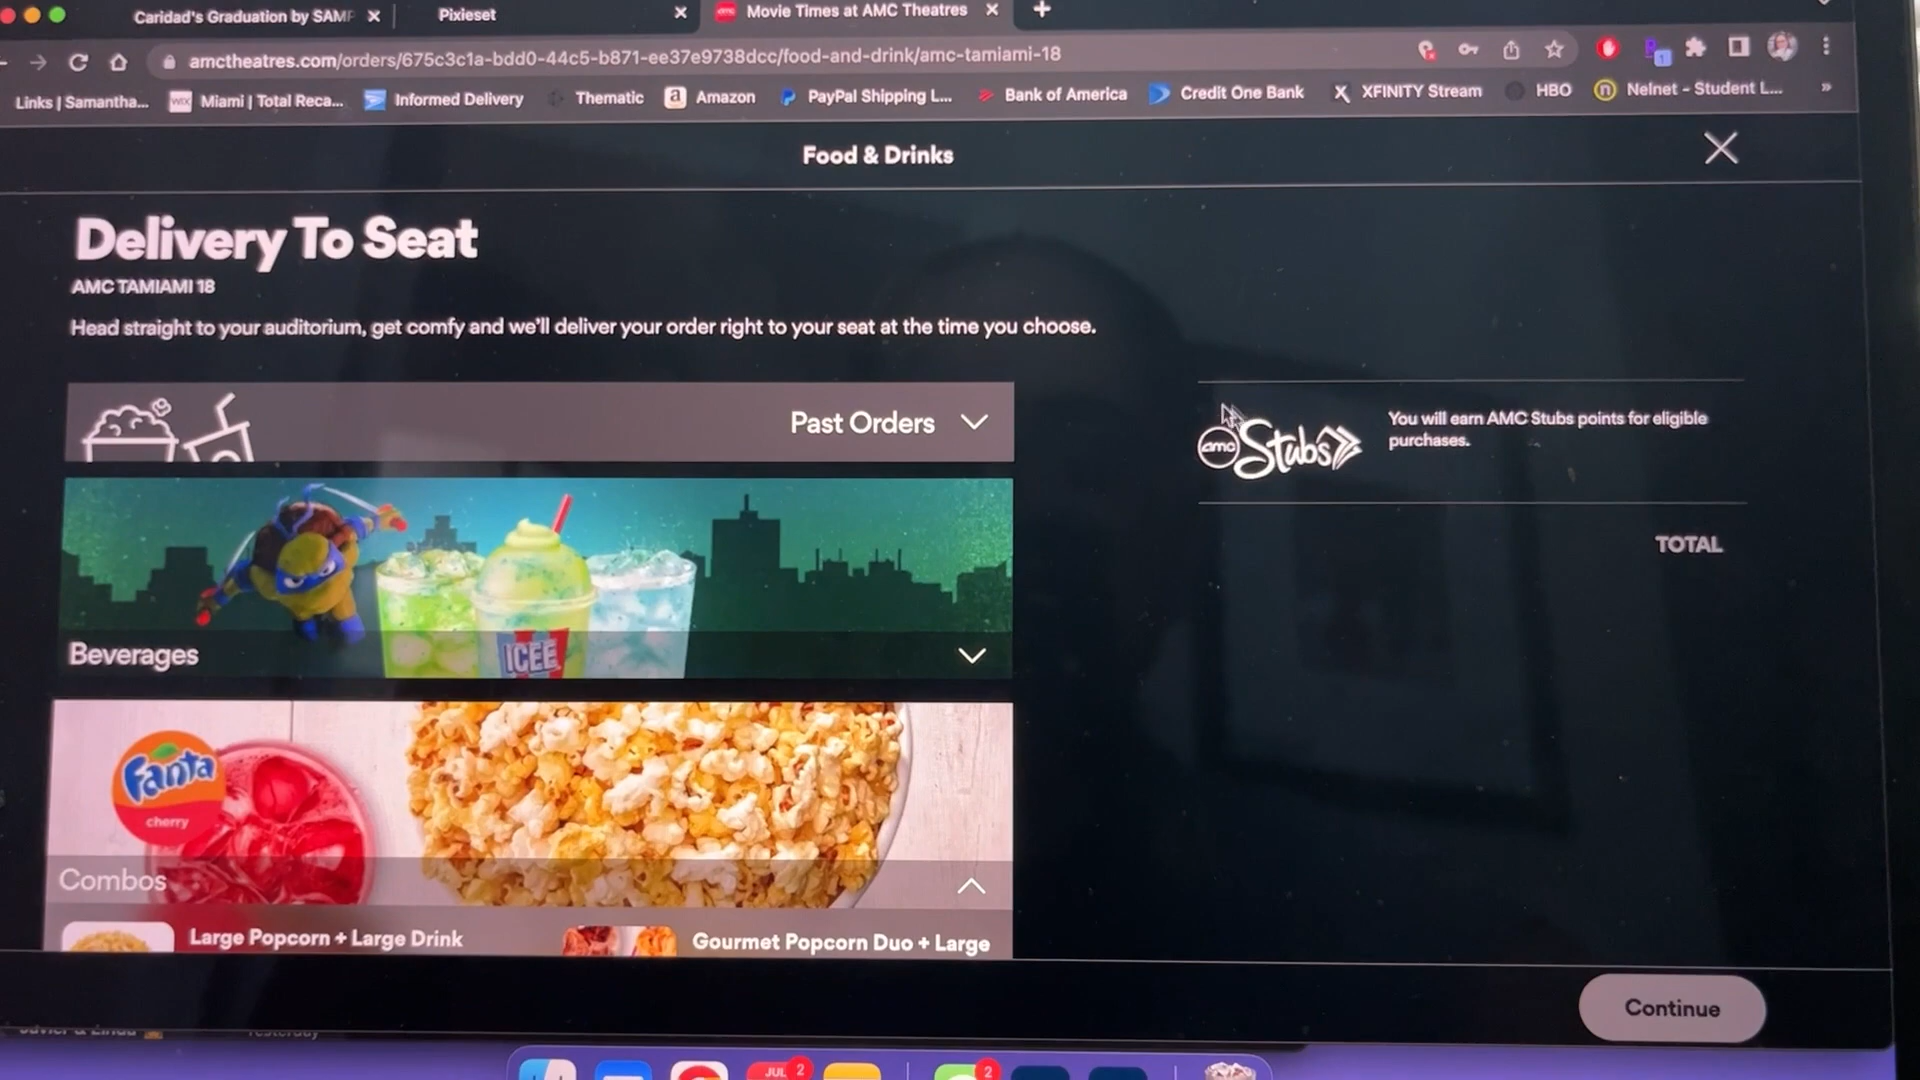 Caridad's Graduation by SAMP
Pixieset
Movie Times at AMC Theatres
amctheatres.com/orders/675c3c1a-bdd0-44c5-b871-ee37e9738dcc/food-and-drink/amc-tamiami-18
Links | Samantha...
WIX
Miami | Total Reca...
Informed Delivery
Thematic
Amazon
PayPal Shipping L...
Bank of America
Credit One Bank
XFINITY Stream
HBO
Nelnet - Student L...
»
Food & Drinks
Delivery To Seat
AMC TAMIAMI 18
Head straight to your auditorium, get comfy and we'll deliver your order right to your seat at the time you choose.
Past Orders
amc Stubs
You will earn AMC Stubs points for eligible
purchases.
TOTAL
ICEE
Beverages
Fanta
cherry
Combos
Large Popcorn + Large Drink
Gourmet Popcorn Duo + Large
Continue
Yesterday
JUL
2
2